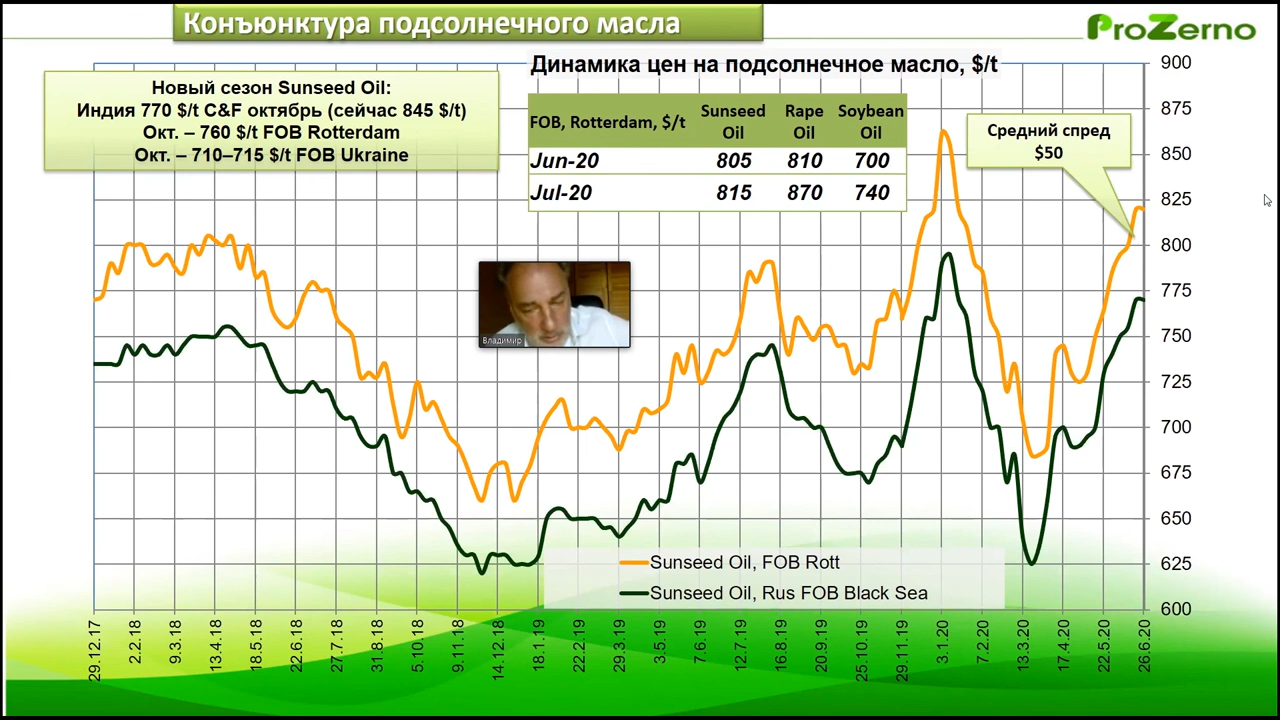 Конъюнктура подсолнечного масла
ProZerno
Динамика цен на подсолнечное масло, $/t
Новый сезон Sunseed Oil:
Индия 770 $/t C&F октябрь (сейчас 845 $/t)
Окт. – 760 $/t FOB Rotterdam
Окт. – 710–715 $/t FOB Ukraine
FOB, Rotterdam, $/t Sunseed Oil Rape Oil Soybean Oil
Jun-20 805 810 700
Jul-20 815 870 740
Средний спред
$50
900
875
850
825
800
775
750
725
700
675
650
625
600
Владимир
Sunseed Oil, FOB Rott
Sunseed Oil, Rus FOB Black Sea
29.12.17
2.2.18
9.3.18
13.4.18
18.5.18
22.6.18
27.7.18
31.8.18
5.10.18
9.11.18
14.12.18
18.1.19
22.2.19
29.3.19
3.5.19
7.6.19
12.7.19
16.8.19
20.9.19
25.10.19
29.11.19
3.1.20
7.2.20
13.3.20
17.4.20
22.5.20
26.6.20